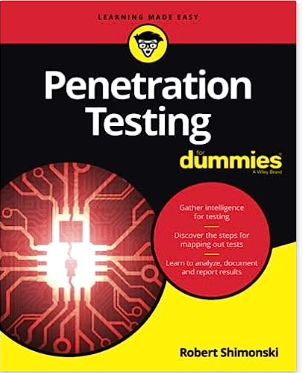 LEARNING MADE EASY
Penetration
Testing
for
dummies
A Wiley Brand
Gather intelligence
for testing
Discover the steps for
mapping out tests
Learn to analyze, document
and report results
Robert Shimonski